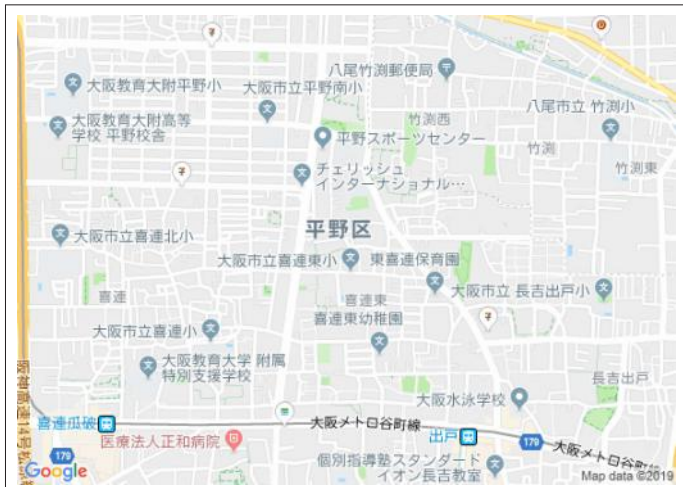 八尾竹渕郵便局
大阪教育大附平野小
大阪市立平野南小
八尾市立 竹渕小
竹渕西
大阪教育大附高等
学校 平野校舎
平野スポーツセンター
竹渕
竹渕東
チェリッシュ
インターナショナル…
平野区
大阪市立喜連北小
大阪市立喜連東小
東喜連保育園
大阪市立 長吉出戸小
喜連
喜連東
喜連東幼稚園
大阪市立喜連小
大阪教育大学 附属
特別支援学校
長吉出戸
大阪水泳学校
喜連瓜破
大阪メトロ谷町線
出戸
医療法人正和病院
179
179
大阪メトロ谷町線
個別指導塾スタンダード
イオン長吉教室
Google
Map data ©2019